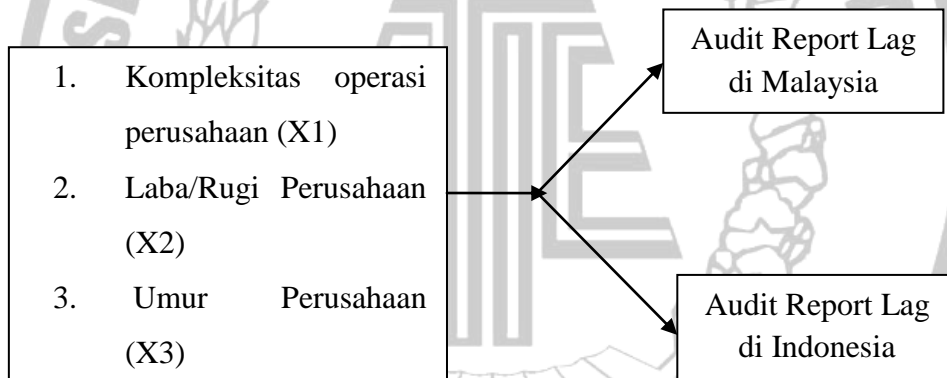 1. Kompleksitas operasi
perusahaan (X1)
2. Laba/Rugi Perusahaan
(X2)
3. Umur Perusahaan
(X3)
Audit Report Lag
di Malaysia
Audit Report Lag
di Indonesia